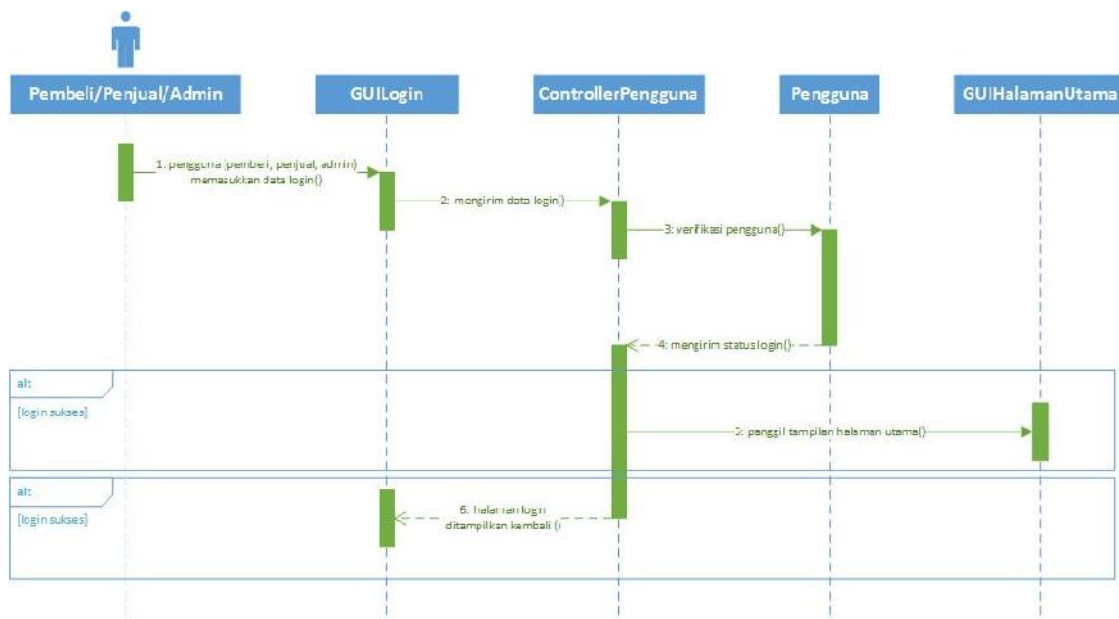 Pembeli/Penjual/Admin
GUILogin
ControllerPengguna
Pengguna
GUIHalamanUtama
1: pengguna (pembeli, penjual, admin)
memasukkan data login()
2: mengirim data login()
3: verifikasi pengguna()
4: mengirim status login()
alt
[login sukses]
5: panggil tampilan halaman utama()
alt
[login sukses]
6: halaman login
ditampilkan kembali ()